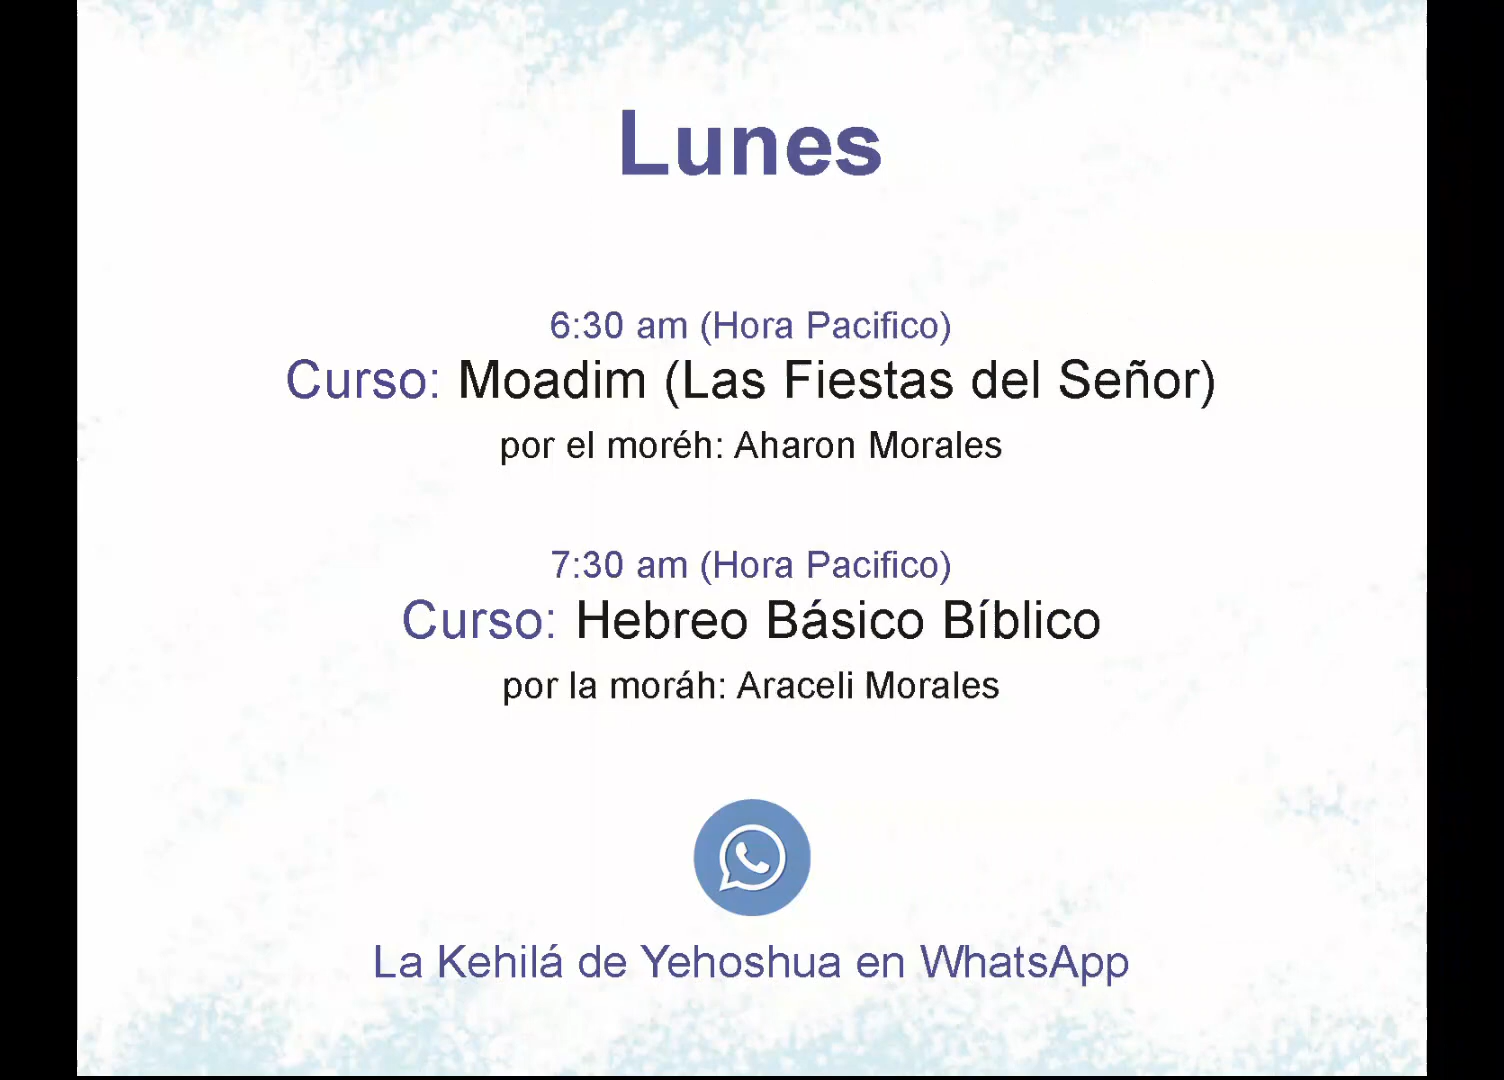 Lunes
6:30 am (Hora Pacifico)
Curso: Moadim (Las Fiestas del Señor)
por el moréh: Aharon Morales
7:30 am (Hora Pacifico)
Curso: Hebreo Básico Bíblico
por la moráh: Araceli Morales
La Kehilá de Yehoshua en WhatsApp